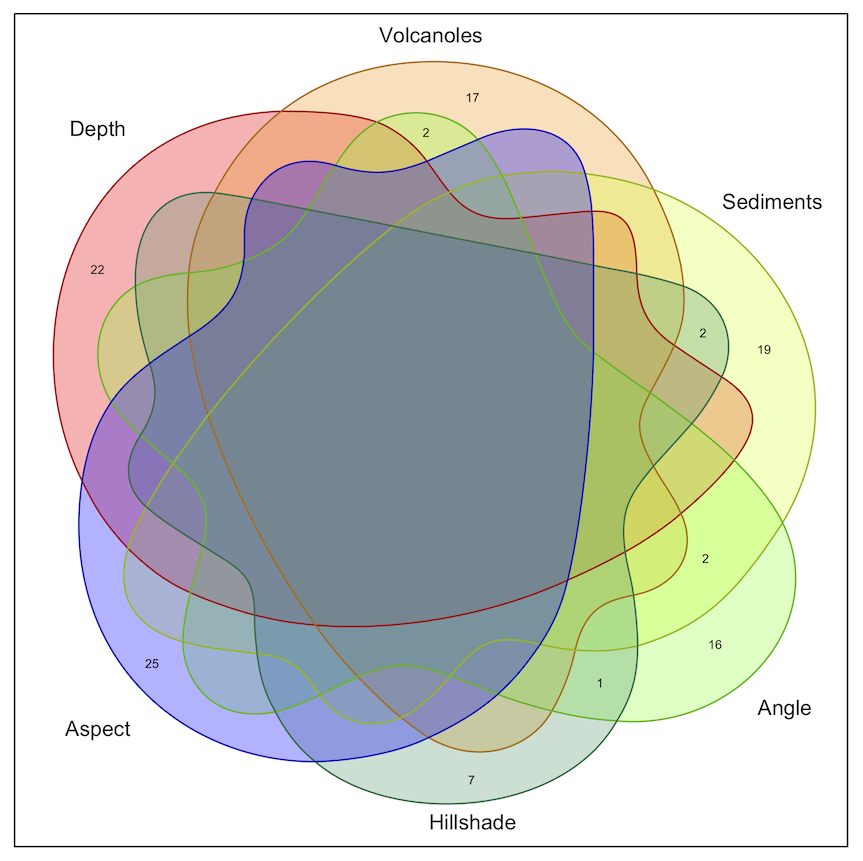 Volcanoles
17
Depth
2
Sediments
22
2
19
2
16
25
1
Angle
Aspect
7
Hillshade